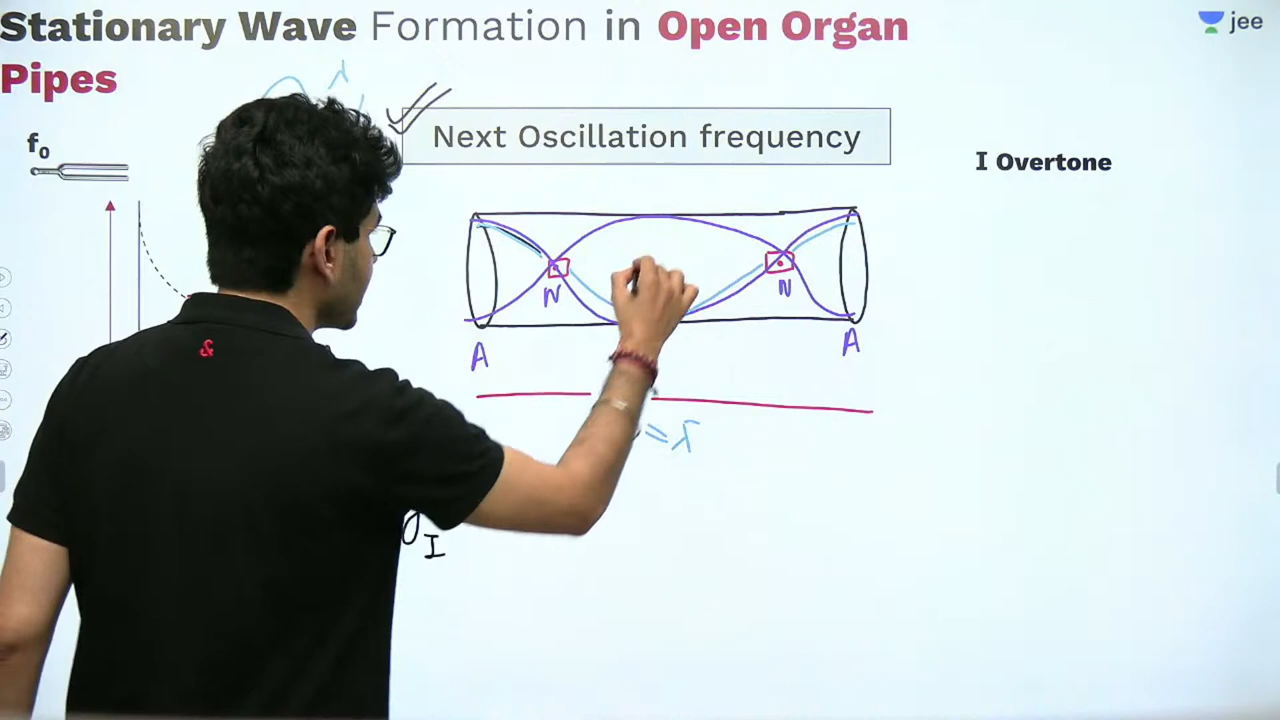 Stationary Wave Formation in Open Organ
Pipes
jee
λ
f₀
Next Oscillation frequency
I Overtone
N
N
A
A
= λ
I